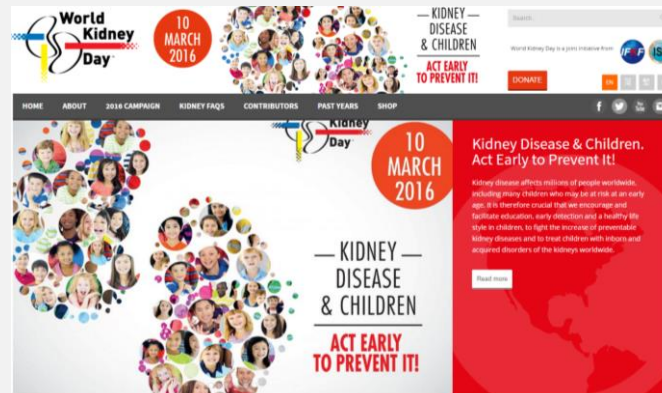 World
Kidney
Day
10
MARCH
2016
KIDNEY
DISEASE
& CHILDREN
ACT EARLY
TO PREVENT IT!
Search...
World Kidney Day is a joint initiative from
DONATE
EN
HOME ABOUT 2016 CAMPAIGN KIDNEY FAQS CONTRIBUTORS PAST YEARS SHOP
Kidney
Day
10
MARCH
2016
KIDNEY
DISEASE
& CHILDREN
ACT EARLY
TO PREVENT IT!
Kidney Disease & Children.
Act Early to Prevent It!
Kidney disease affects millions of people worldwide,
including many children who may be at risk at an early
age. It is therefore crucial that we encourage and
facilitate education, early detection and a healthy life
style in children, to fight the increase of preventable
kidney diseases and to treat children with inborn and
acquired disorders of the kidneys worldwide.
Read more